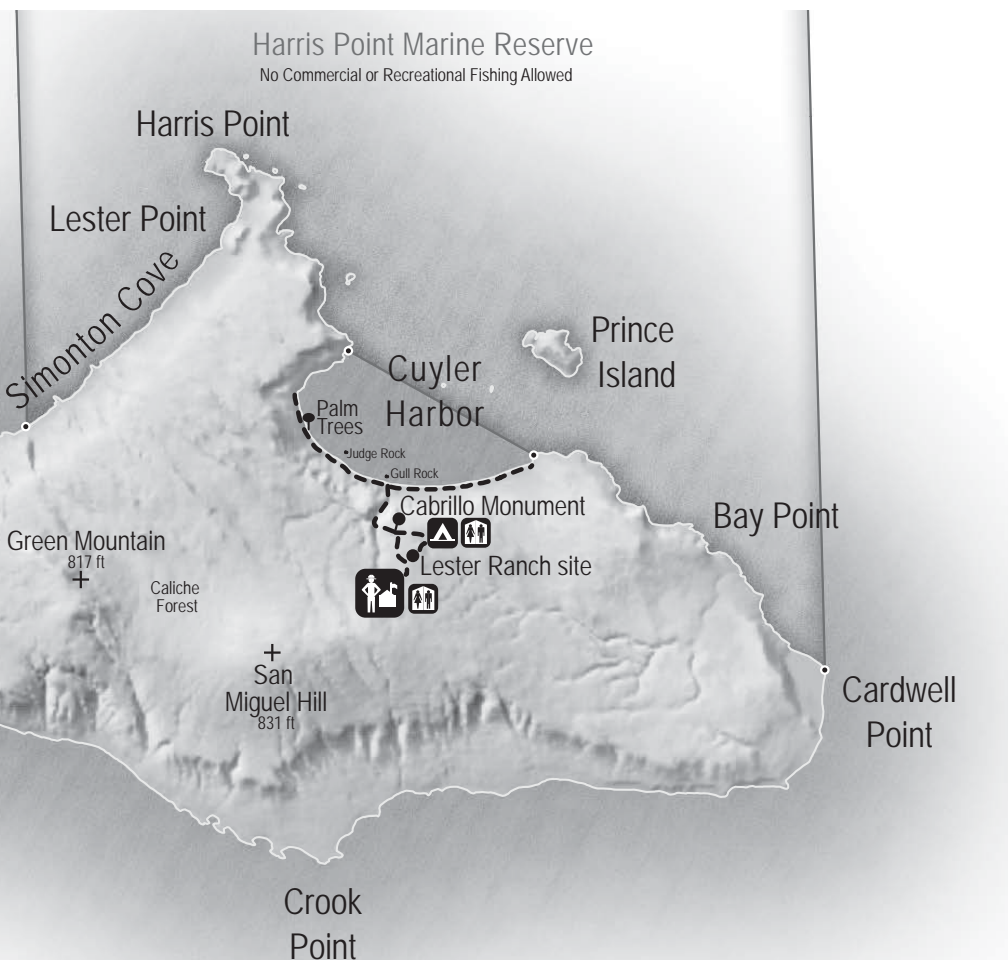 Harris Point Marine Reserve
No Commercial or Recreational Fishing Allowed
Harris Point
Lester Point
Simonton Cove
Prince
Island
Cuyler
Harbor
Palm
Trees
Judge Rock
Gull Rock
Cabrillo Monument
Bay Point
Green Mountain
817 ft
Lester Ranch site
Caliche
Forest
San
Miguel Hill
831 ft
Cardwell
Point
Crook
Point